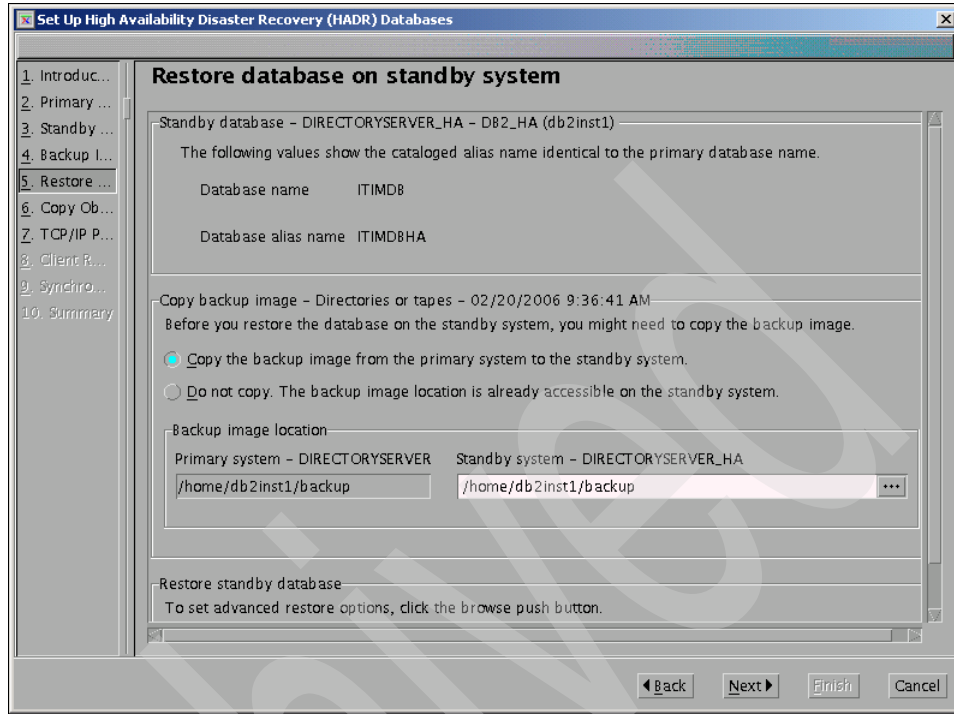 Set Up High Availability Disaster Recovery (HADR) Databases
1. Introduc...
2. Primary ...
3. Standby ...
4. Backup I...
5. Restore ...
6. Copy Ob...
7. TCP/IP P...
8. Client R...
9. Synchro...
10. Summary
Restore database on standby system
Standby database - DIRECTORYSERVER_HA - DB2_HA (db2inst1)
The following values show the cataloged alias name identical to the primary database name.
Database name ITIMDB
Database alias name ITIMDBHA
Copy backup image - Directories or tapes - 02/20/2006 9:36:41 AM
Before you restore the database on the standby system, you might need to copy the backup image.
Copy the backup image from the primary system to the standby system.
Do not copy. The backup image location is already accessible on the standby system.
Backup image location
Primary system - DIRECTORYSERVER Standby system - DIRECTORYSERVER_HA
/home/db2inst1/backup /home/db2inst1/backup ...
Restore standby database
To set advanced restore options, click the browse push button.
Back Next Finish Cancel